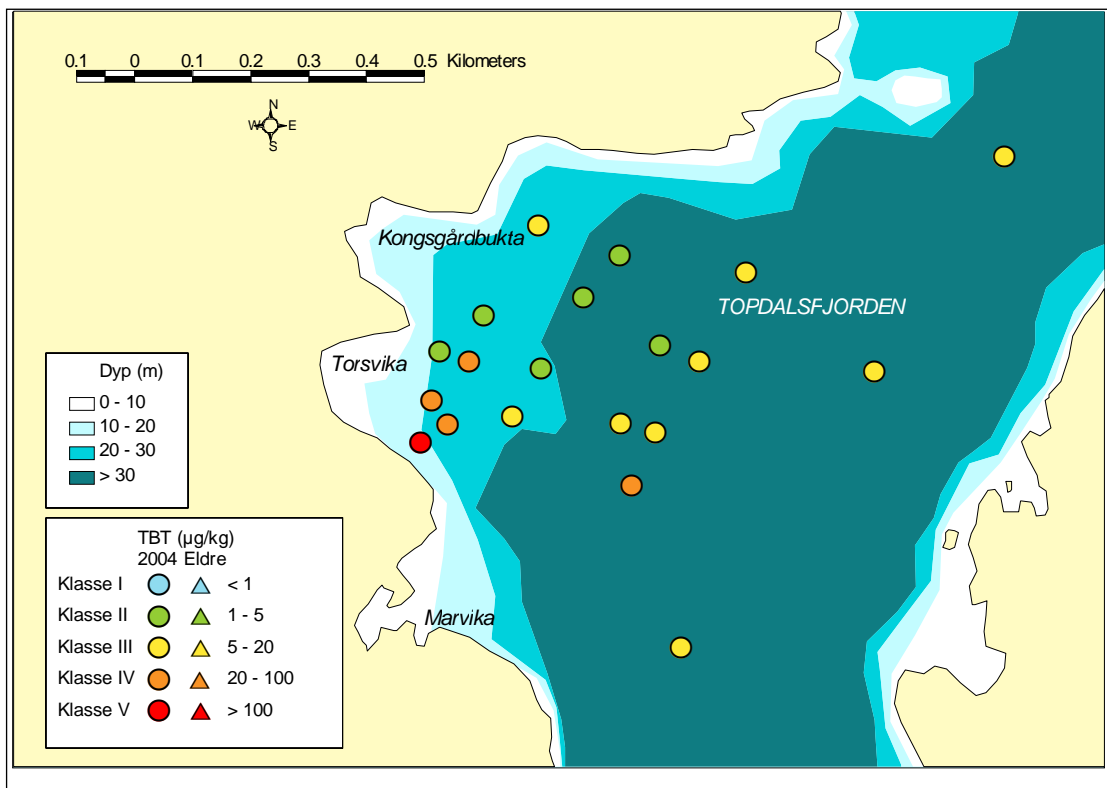 0.1 0 0.1 0.2 0.3 0.4 0.5 Kilometers
N
W E
S
Kongsgårdbukta
TOPDALSFJORDEN
Torsvika
Marvika
Dyp (m)
0 - 10
10 - 20
20 - 30
> 30
TBT (µg/kg)
2004 Eldre
Klasse I < 1
Klasse II 1 - 5
Klasse III 5 - 20
Klasse IV 20 - 100
Klasse V > 100